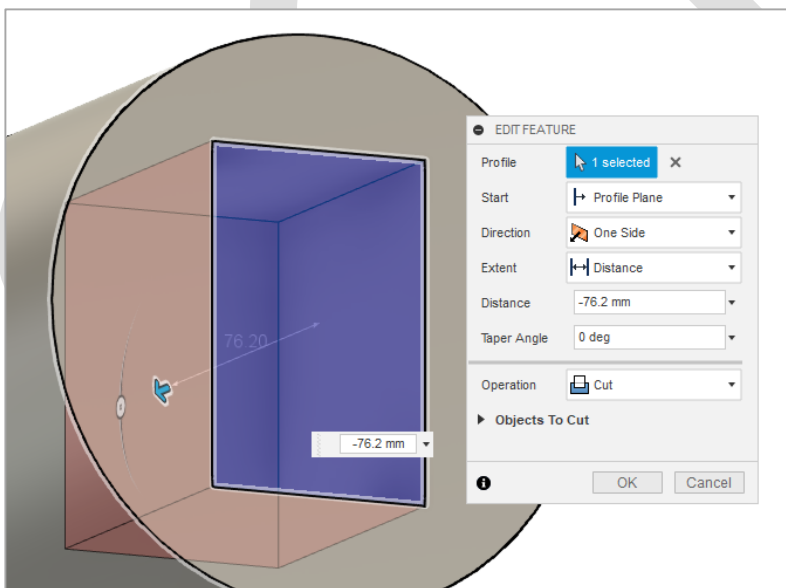 EDIT FEATURE
Profile 1 selected
Start Profile Plane
Direction One Side
Extent Distance
Distance -76.2 mm
Taper Angle 0 deg
Operation Cut
Objects To Cut
OK Cancel
76.20
-76.2 mm